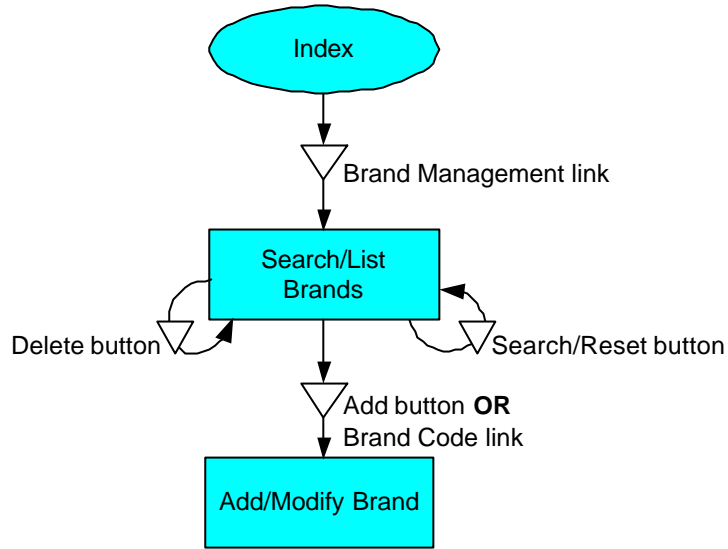 Index
Brand Management link
Search/List
Brands
Delete button
Search/Reset button
Add button OR
Brand Code link
Add/Modify Brand